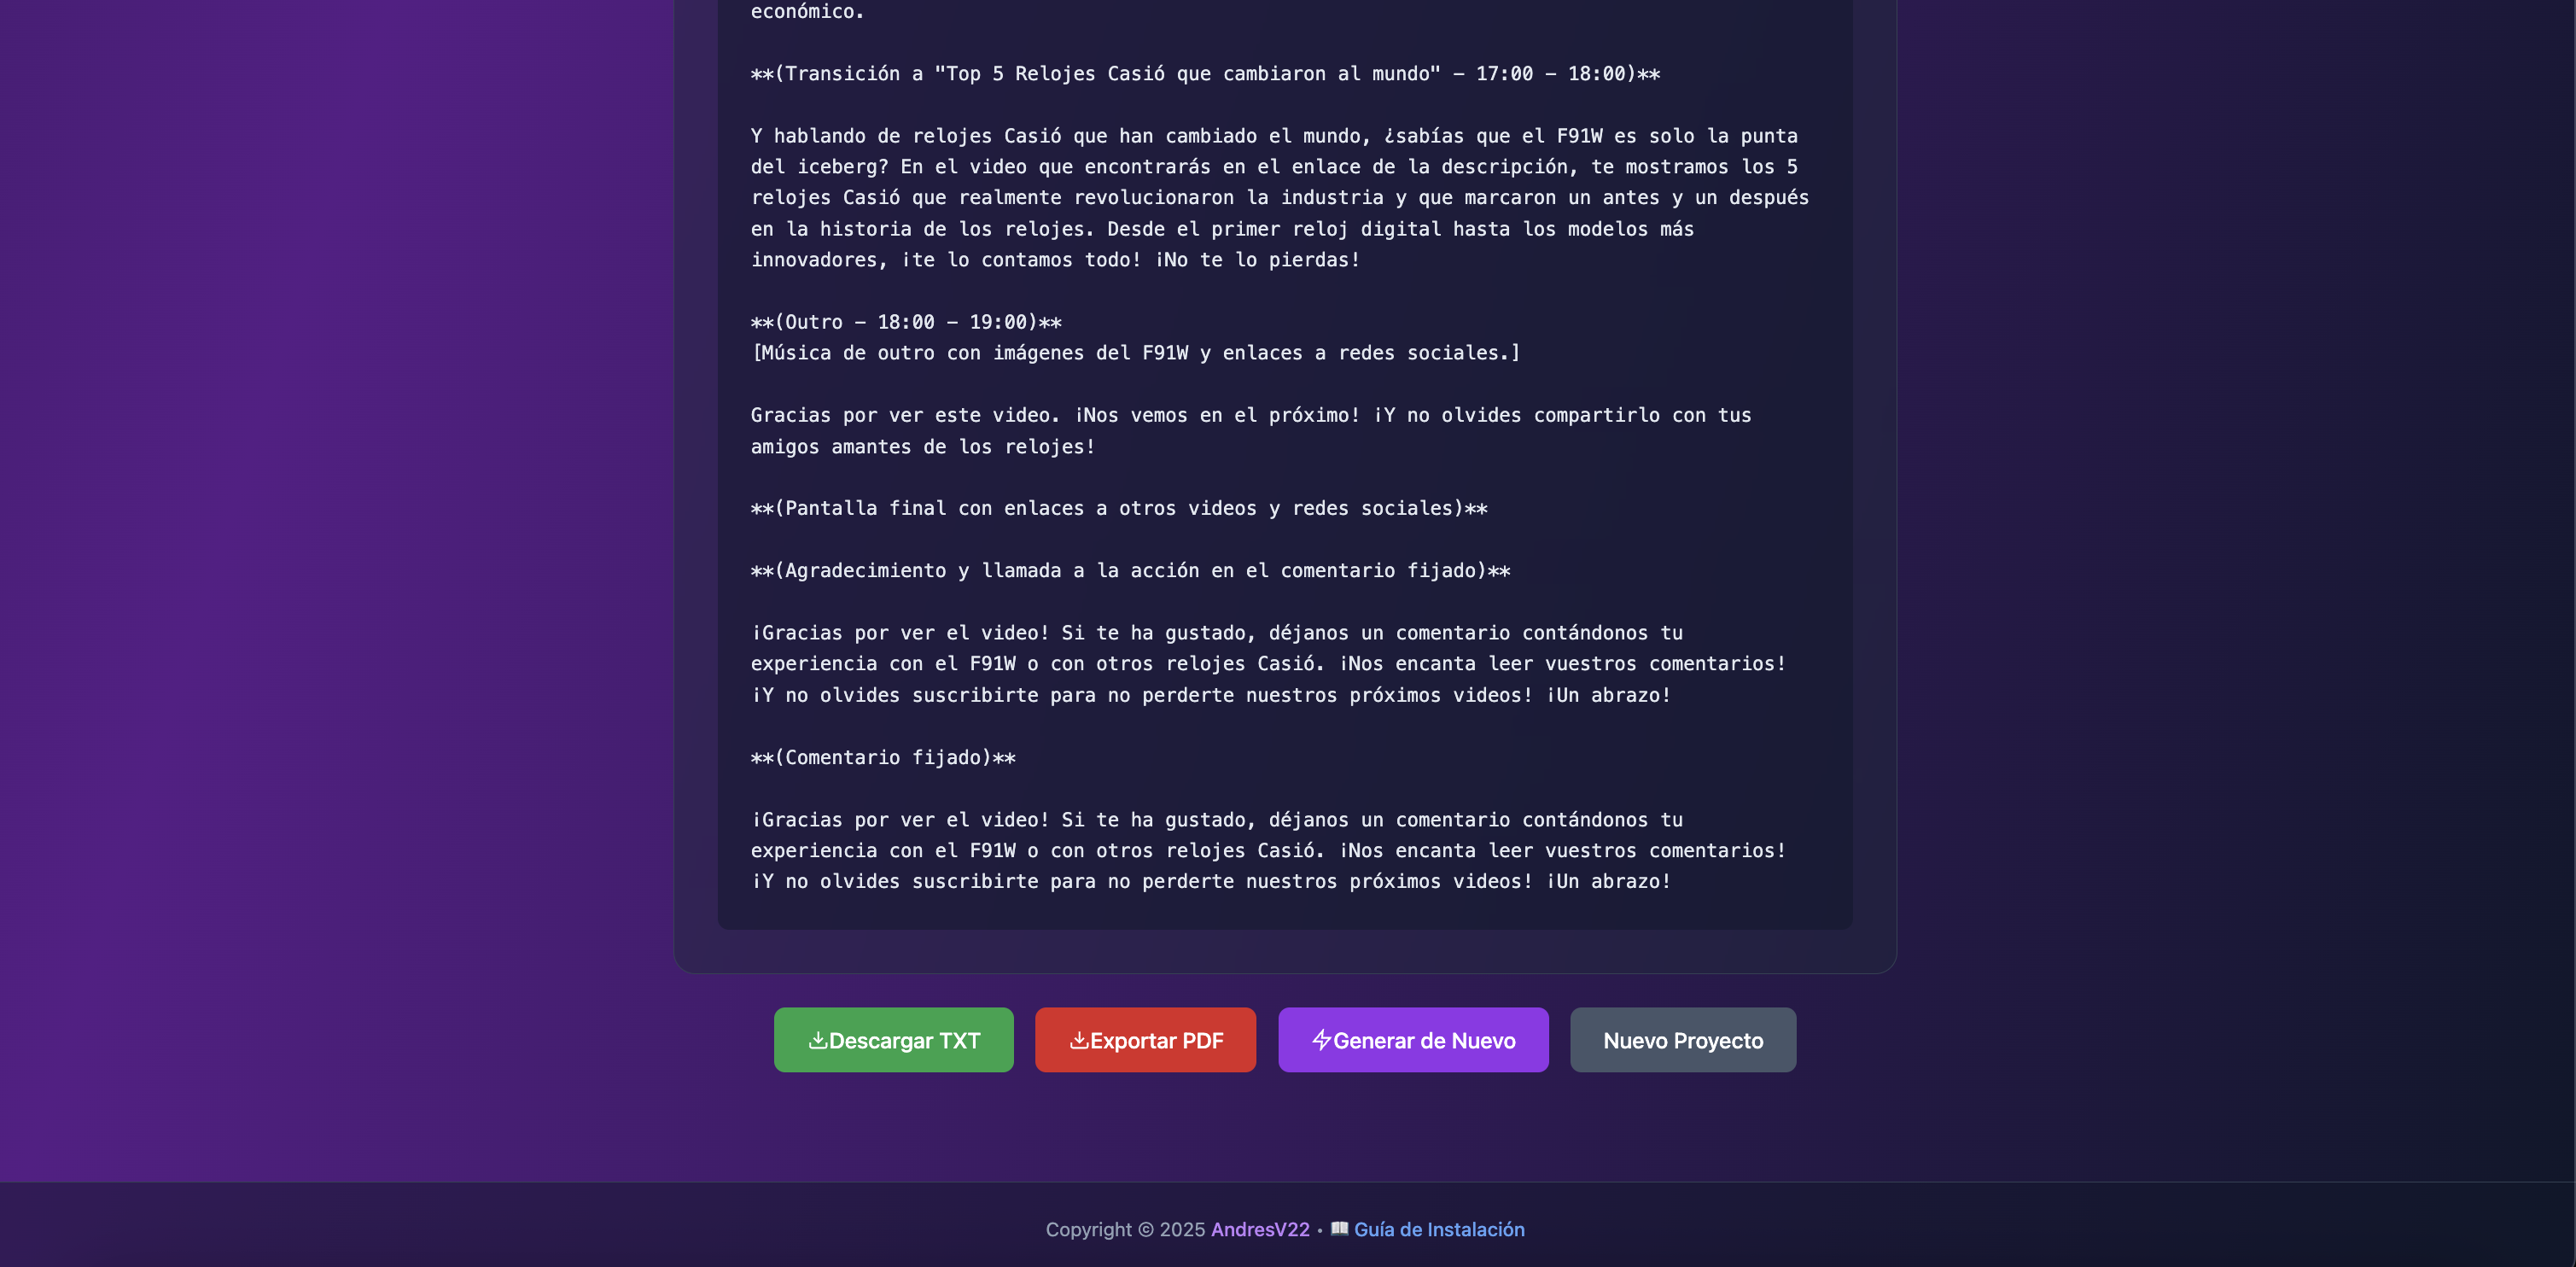 económico.
**(Transición a "Top 5 Relojes Casió que cambiaron al mundo" – 17:00 – 18:00)**
Y hablando de relojes Casió que han cambiado el mundo, ¿sabías que el F91W es solo la punta
del iceberg? En el video que encontrarás en el enlace de la descripción, te mostramos los 5
relojes Casió que realmente revolucionaron la industria y que marcaron un antes y un después
en la historia de los relojes. Desde el primer reloj digital hasta los modelos más
innovadores, ¡te lo contamos todo! ¡No te lo pierdas!
**(Outro – 18:00 – 19:00)**
[Música de outro con imágenes del F91W y enlaces a redes sociales.]
Gracias por ver este video. ¡Nos vemos en el próximo! ¡Y no olvides compartirlo con tus
amigos amantes de los relojes!
**(Pantalla final con enlaces a otros videos y redes sociales)**
**(Agradecimiento y llamada a la acción en el comentario fijado)**
¡Gracias por ver el video! Si te ha gustado, déjanos un comentario contándonos tu
experiencia con el F91W o con otros relojes Casió. ¡Nos encanta leer vuestros comentarios!
¡Y no olvides suscribirte para no perderte nuestros próximos videos! ¡Un abrazo!
**(Comentario fijado)**
¡Gracias por ver el video! Si te ha gustado, déjanos un comentario contándonos tu
experiencia con el F91W o con otros relojes Casió. ¡Nos encanta leer vuestros comentarios!
¡Y no olvides suscribirte para no perderte nuestros próximos videos! ¡Un abrazo!
Descargar TXT
Exportar PDF
Generar de Nuevo
Nuevo Proyecto
Copyright © 2025 AndresV22 • 📖 Guía de Instalación